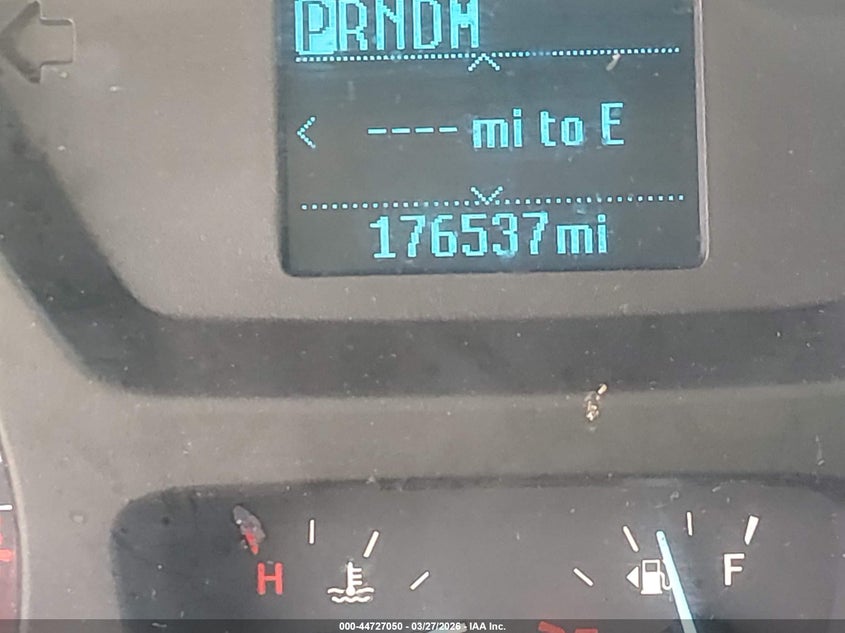 PRNDM
---- mi to E
176537mi
H
F
000-44727050 - 03/27/2026 - IAA Inc.